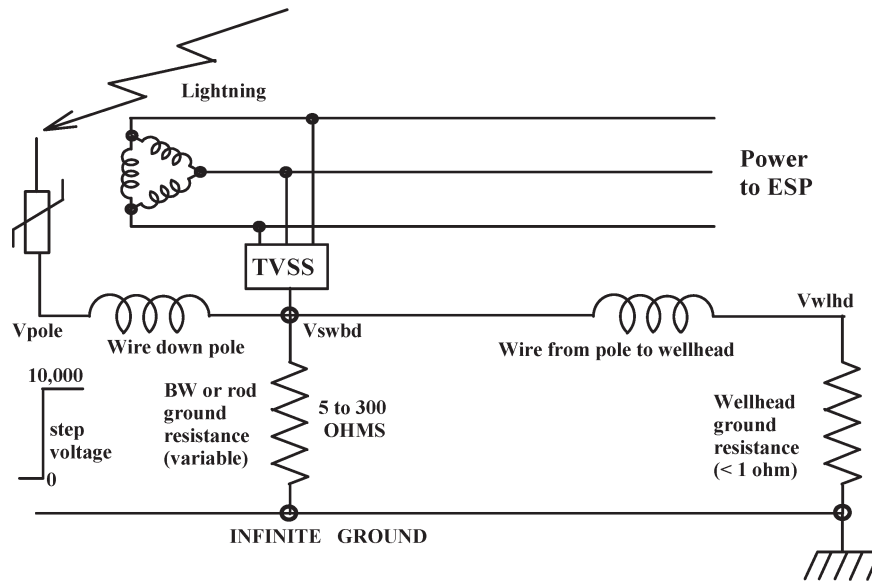 Lightning
Power
to ESP
TVSS
Vpole
Wire down pole
Vswbd
Wire from pole to wellhead
Vwlhd
10,000
step
voltage
0
BW or rod
ground
resistance
(variable)
5 to 300
OHMS
Wellhead
ground
resistance
(< 1 ohm)
INFINITE GROUND